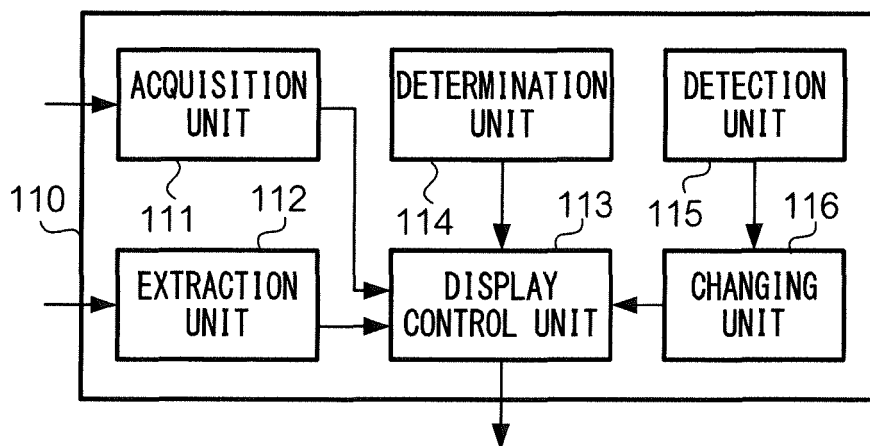 ACQUISITION
UNIT
DETERMINATION
UNIT
DETECTION
UNIT
110
111
112
114
113
115
116
EXTRACTION
UNIT
DISPLAY
CONTROL UNIT
CHANGING
UNIT